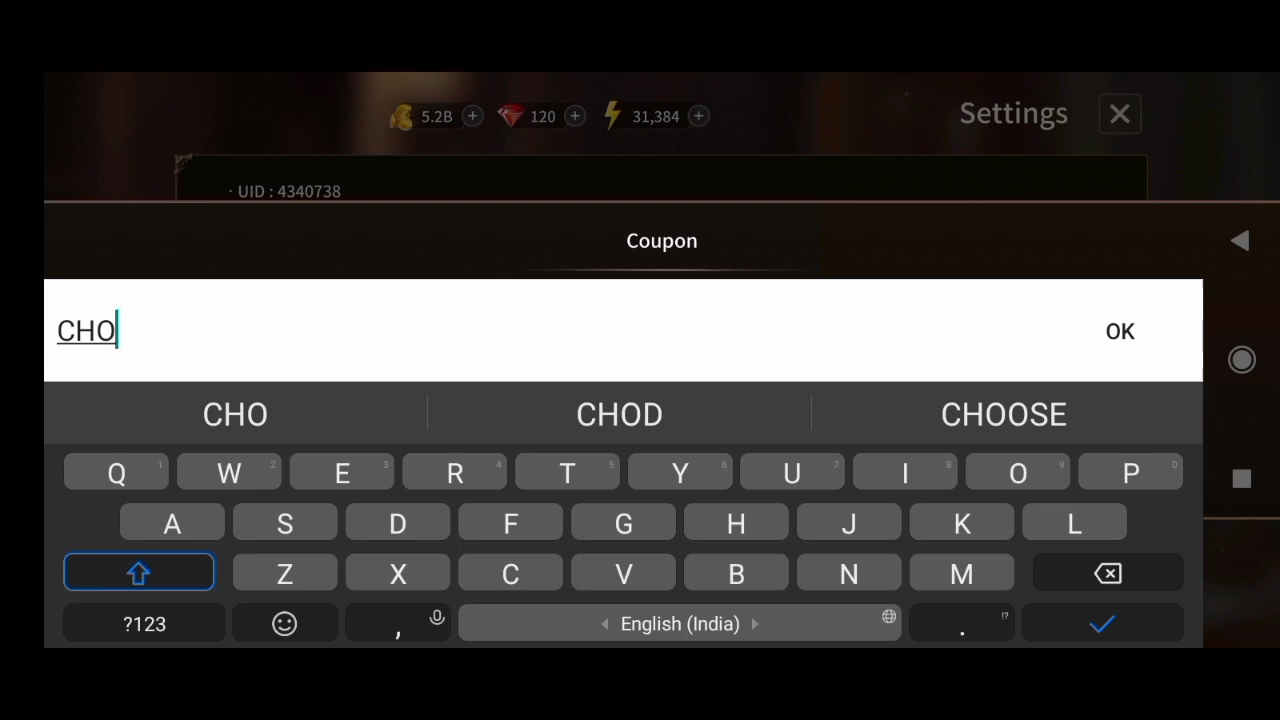 5.2B + 120 + 31,384 + Settings
· UID : 4340738
Coupon
CHO OK
CHO CHOD CHOOSE
Q 1 W 2 E 3 R 4 T 5 Y 6 U 7 I 8 O 9 P 0
A S D F G H J K L
Z X C V B N M
?123 , English (India) . !?